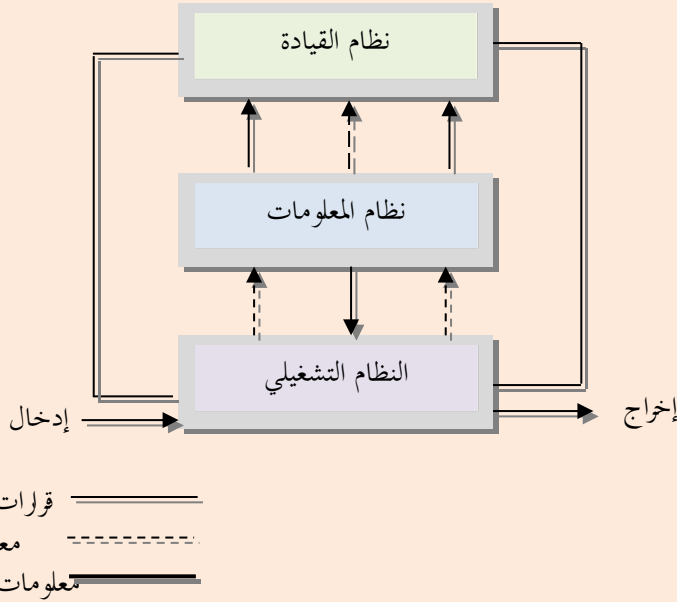 نظام القيادة
نظام المعلومات
النظام التشغيلي
إدخال
إخراج
قرارات
معلومات